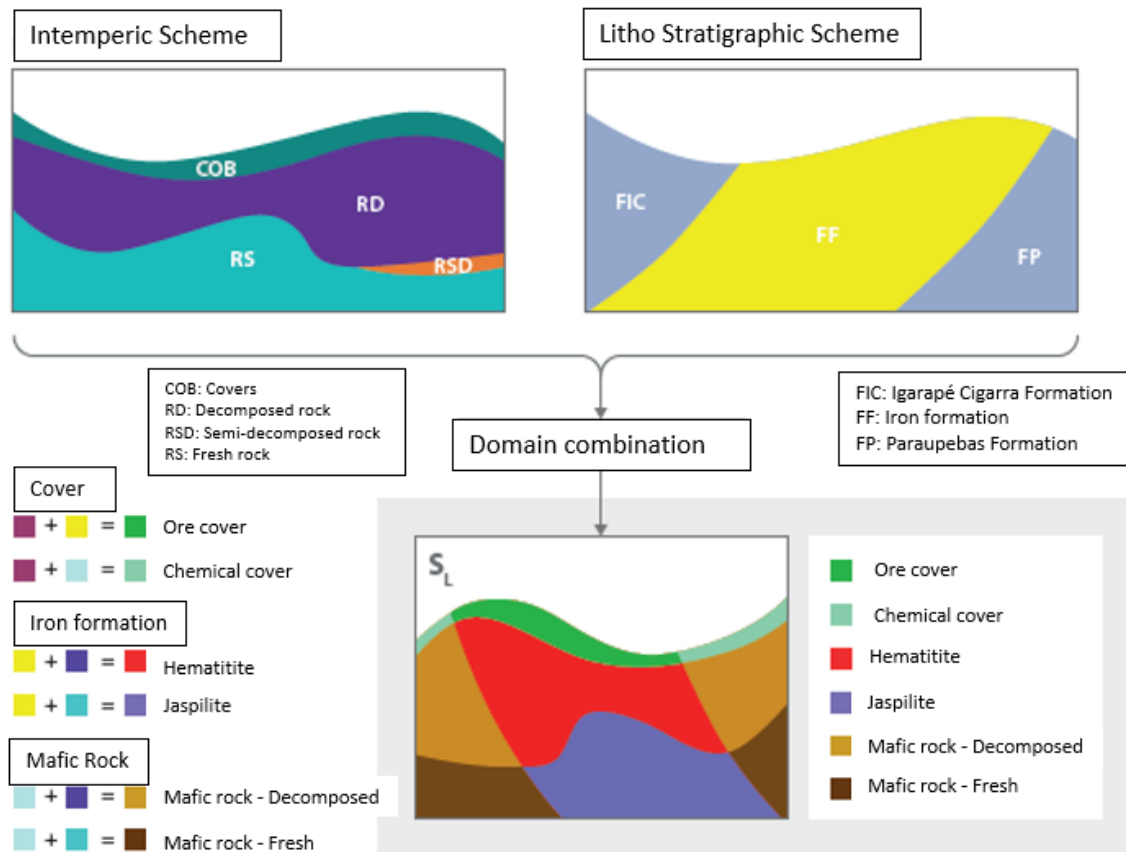 Intemperic Scheme
Litho Stratigraphic Scheme
COB
RD
RS
RSD
FIC
FF
FP
COB: Covers
RD: Decomposed rock
RSD: Semi-decomposed rock
RS: Fresh rock
Domain combination
FIC: Igarapé Cigarra Formation
FF: Iron formation
FP: Paraupebas Formation
Cover
+ = Ore cover
+ = Chemical cover
Iron formation
+ = Hematitite
+ = Jaspilite
Mafic Rock
+ = Mafic rock - Decomposed
+ = Mafic rock - Fresh
SL
Ore cover
Chemical cover
Hematitite
Jaspilite
Mafic rock - Decomposed
Mafic rock - Fresh